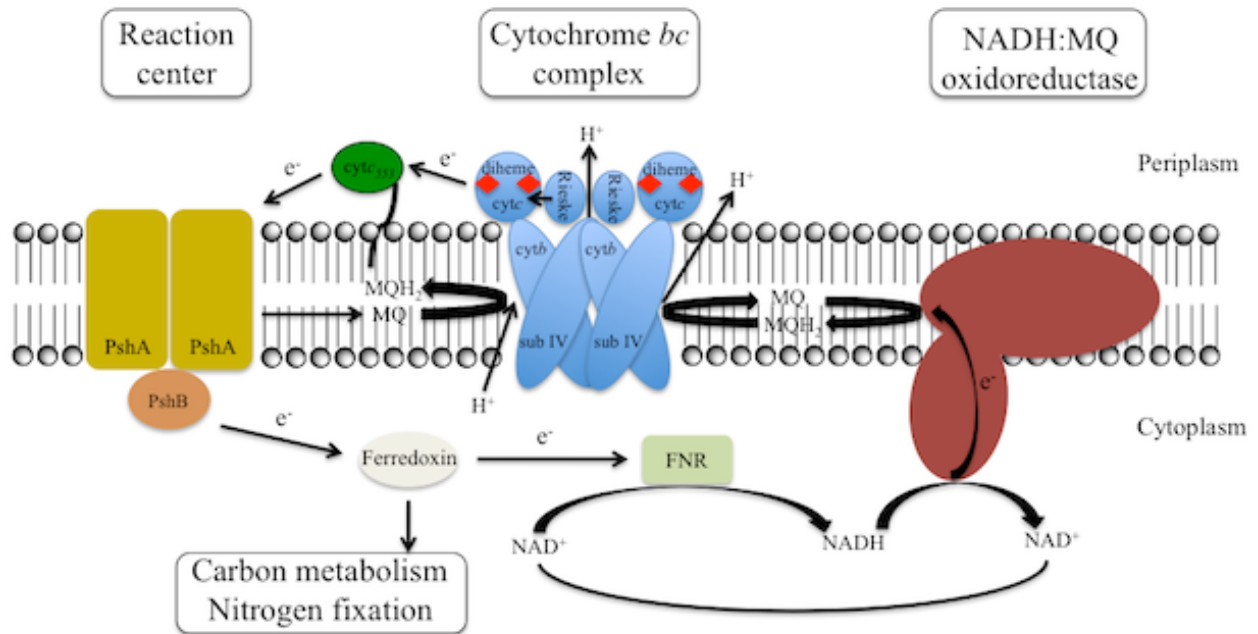 Reaction
center
Cytochrome bc
complex
NADH:MQ
oxidoreductase
H⁺
e⁻
cytc₅₅₃
e⁻
diheme
cytc
Rieske
Rieske
diheme
cytc
H⁺
Periplasm
cytb
cytb
MQH₂
MQ
MQ
MQH₂
PshA
PshA
sub IV
sub IV
PshB
H⁺
e⁻
e⁻
Cytoplasm
e⁻
Ferredoxin
FNR
NAD⁺
NADH
NAD⁺
Carbon metabolism
Nitrogen fixation